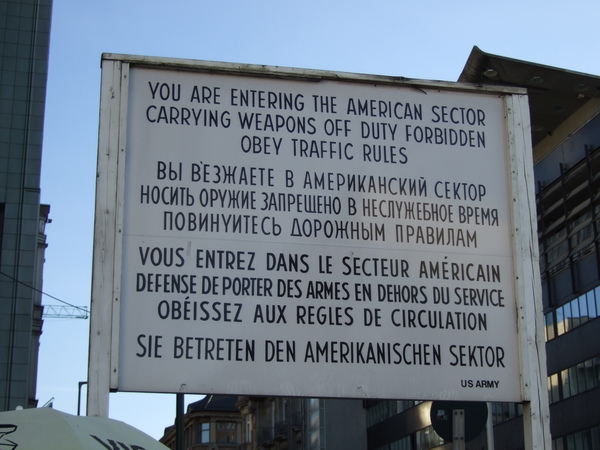 YOU ARE ENTERING THE AMERICAN SECTOR
CARRYING WEAPONS OFF DUTY FORBIDDEN
OBEY TRAFFIC RULES
ВЫ ВЪЕЗЖАЕТЕ В АМЕРИКАНСКИЙ СЕКТОР
НОСИТЬ ОРУЖИЕ ЗАПРЕЩЕНО В НЕСЛУЖЕБНОЕ ВРЕМЯ
ПОВИНУИТЕСЬ ДОРОЖНЫМ ПРАВИЛАМ
VOUS ENTREZ DANS LE SECTEUR AMÉRICAIN
DEFENSE DE PORTER DES ARMES EN DEHORS DU SERVICE
OBÉISSEZ AUX REGLES DE CIRCULATION
SIE BETRETEN DEN AMERIKANISCHEN SEKTOR
US ARMY